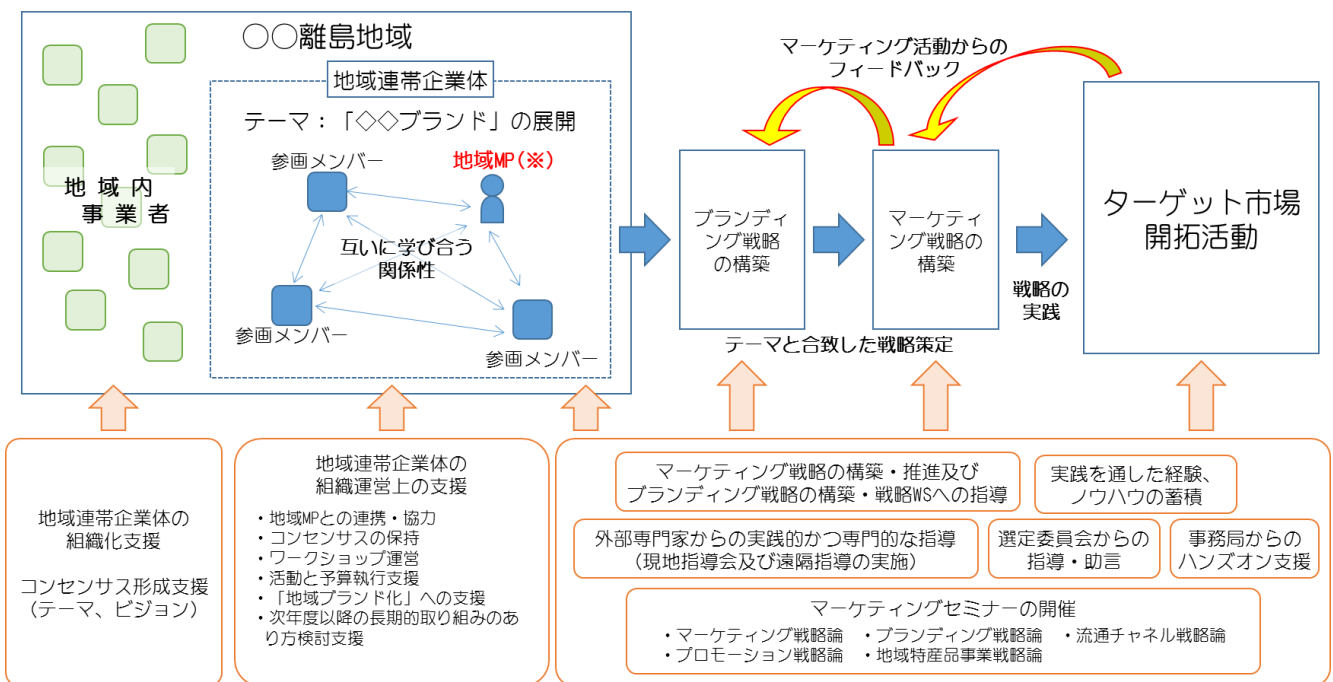 ○○離島地域
地域連帯企業体
テーマ：「◇◇ブランド」の展開
参画メンバー
地域MP(※)
地 域 内
事 業 者
互いに学び合う
関係性
参画メンバー
参画メンバー
マーケティング活動からの
フィードバック
ブランディ
ング戦略
の構築
マーケティ
ング戦略の
構築
戦略の
実践
ターゲット市場
開拓活動
テーマと合致した戦略策定
地域連帯企業体の
組織化支援
コンセンサス形成支援
(テーマ、ビジョン)
地域連帯企業体の
組織運営上の支援
・地域MPとの連携・協力
・コンセンサスの保持
・ワークショップ運営
・活動と予算執行支援
・「地域ブランド化」への支援
・次年度以降の長期的取り組みのあ
り方検討支援
マーケティング戦略の構築・推進及び
ブランディング戦略の構築・戦略WSへの指導
実践を通した経験、
ノウハウの蓄積
外部専門家からの実践的かつ専門的な指導
(現地指導会及び遠隔指導の実施)
選定委員会からの
指導・助言
事務局からの
ハンズオン支援
マーケティングセミナーの開催
・マーケティング戦略論　・ブランディング戦略論　・流通チャネル戦略論
・プロモーション戦略論　・地域特産品事業戦略論